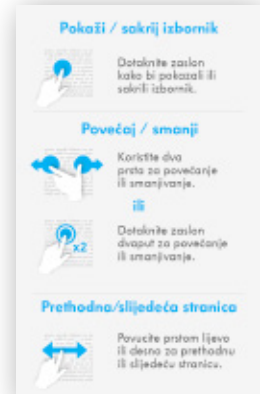 Pokaži / sakrij izbornik
Dotaknite zaslon
kako bi pokazali ili
sakrili izbornik.
Povećaj / smanji
Koristite dva
prsta za povećanje
ili smanjivanje.
ili
x2
Dotaknite zaslon
dvaput za povećanje
ili smanjivanje.
Prethodna/slijedeća stranica
Povucite prstom lijevo
ili desno za prethodnu
ili slijedeću stranicu.